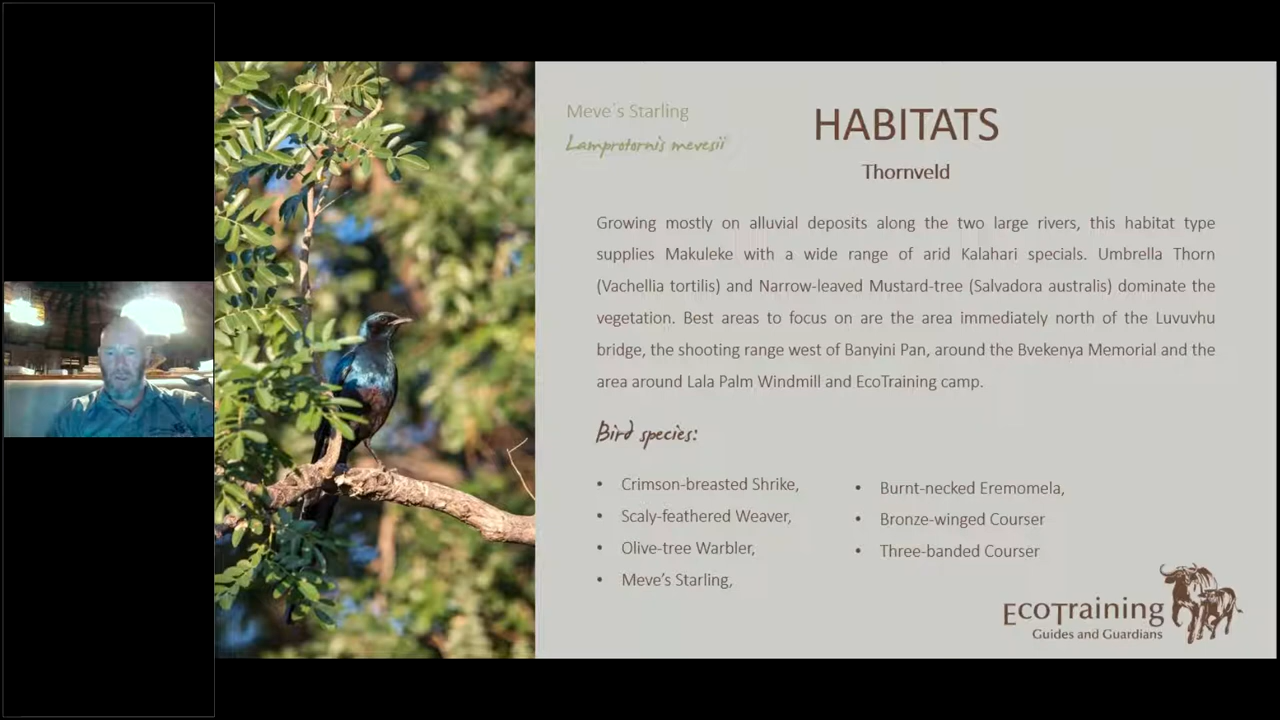 Meve´s Starling
Lamprotornis mevesii
HABITATS
Thornveld
Growing mostly on alluvial deposits along the two large rivers, this habitat type
supplies Makuleke with a wide range of arid Kalahari specials. Umbrella Thorn
(Vachellia tortilis) and Narrow-leaved Mustard-tree (Salvadora australis) dominate the
vegetation. Best areas to focus on are the area immediately north of the Luvuvhu
bridge, the shooting range west of Banyini Pan, around the Bvekenya Memorial and the
area around Lala Palm Windmill and EcoTraining camp.
Bird species:
• Crimson-breasted Shrike,
• Scaly-feathered Weaver,
• Olive-tree Warbler,
• Meve’s Starling,
• Burnt-necked Eremomela,
• Bronze-winged Courser
• Three-banded Courser
EcoTraining
Guides and Guardians